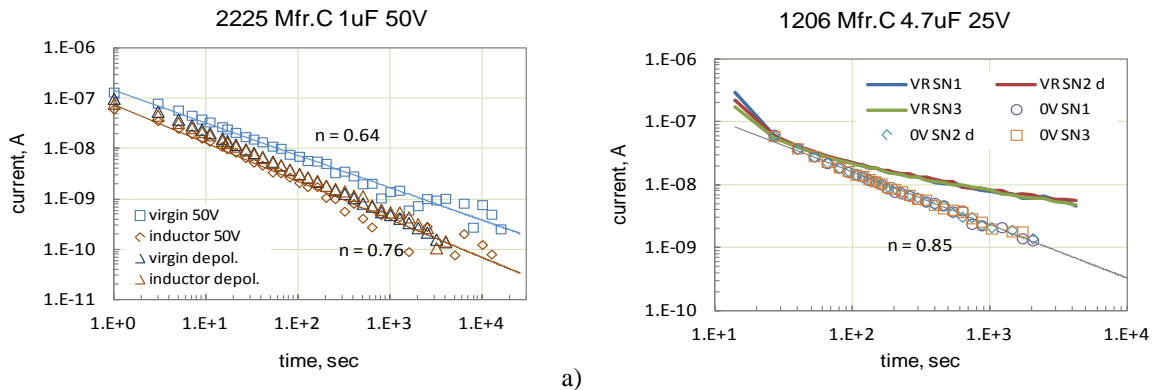 2225 Mfr.C 1uF 50V
1.E-06
1.E-07
1.E-08
1.E-09
1.E-10
1.E-11
current, A
n = 0.64
n = 0.76
virgin 50V
inductor 50V
virgin depol.
inductor depol.
1.E+0
1.E+1
1.E+2
1.E+3
1.E+4
time, sec
a)
1206 Mfr.C 4.7uF 25V
1.E-06
1.E-07
1.E-08
1.E-09
1.E-10
current, A
VR SN1
VR SN2 d
VR SN3
0V SN1
0V SN2 d
0V SN3
n = 0.85
1.E+1
1.E+2
1.E+3
1.E+4
time, sec